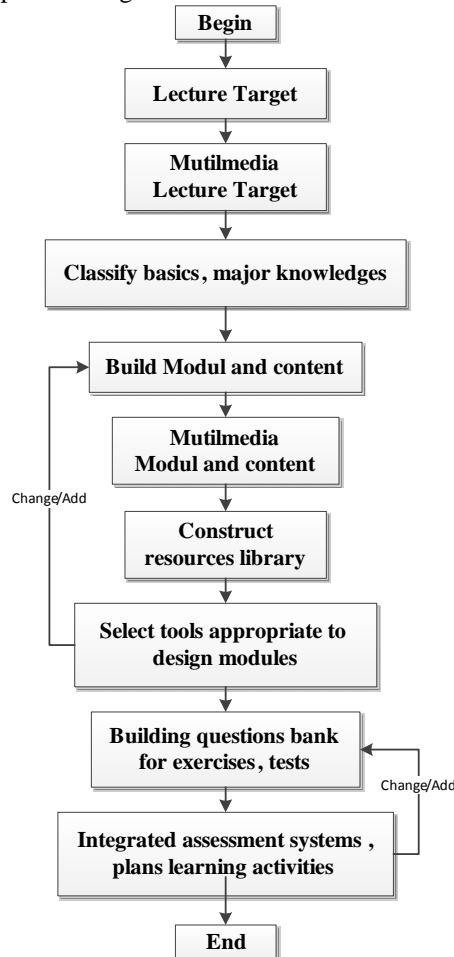 Begin
Lecture Target
Mutilmedia
Lecture Target
Classify basics, major knowledges
Build Modul and content
Mutilmedia
Modul and content
Change/Add
Construct
resources library
Select tools appropriate to
design modules
Building questions bank
for exercises, tests
Change/Add
Integrated assessment systems ,
plans learning activities
End